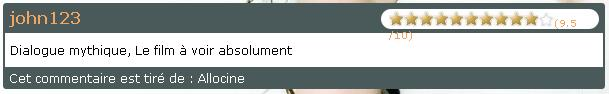 john123 (9.5
/10)
Dialogue mythique, Le film à voir absolument
Cet commentaire est tiré de : Allocine